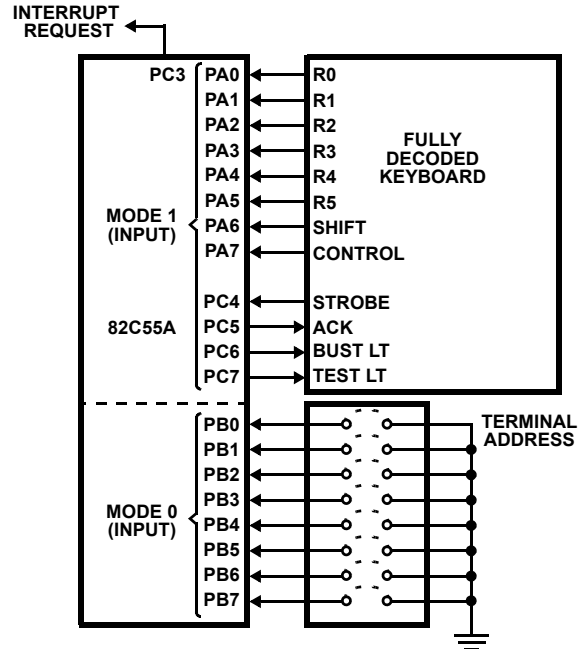 INTERRUPT
REQUEST
PC3 PA0 R0
PA1 R1
PA2 R2
PA3 R3
PA4 R4
PA5 R5
PA6 SHIFT
PA7 CONTROL
FULLY
DECODED
KEYBOARD
MODE 1
(INPUT)
PC4 STROBE
82C55A PC5 ACK
PC6 BUST LT
PC7 TEST LT
PB0
PB1
PB2
PB3
PB4
PB5
PB6
PB7
MODE 0
(INPUT)
TERMINAL
ADDRESS